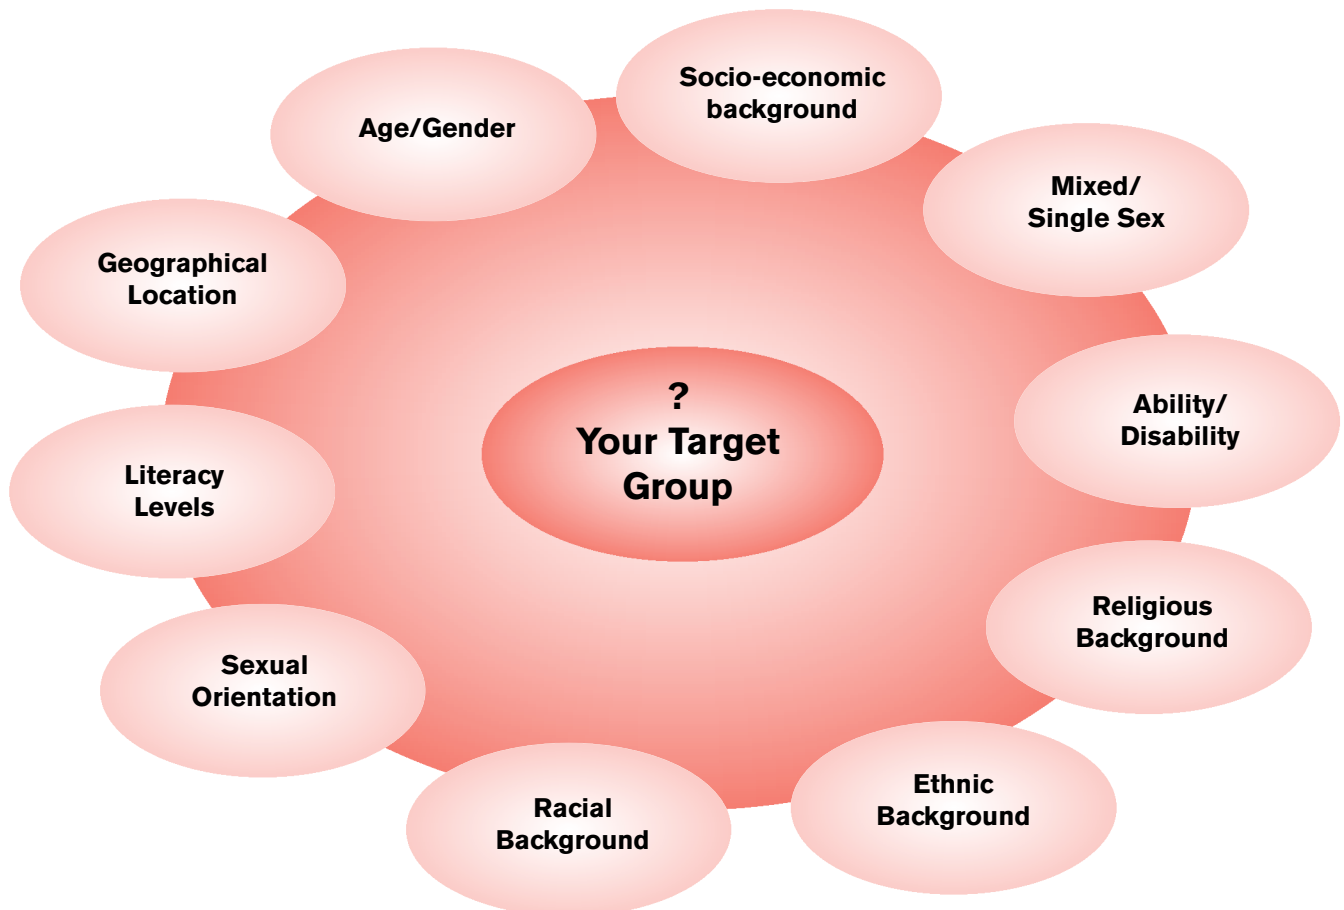 Socio-economic
background
Age/Gender
Mixed/
Single Sex
Geographical
Location
?
Your Target
Group
Ability/
Disability
Literacy
Levels
Religious
Background
Sexual
Orientation
Ethnic
Background
Racial
Background